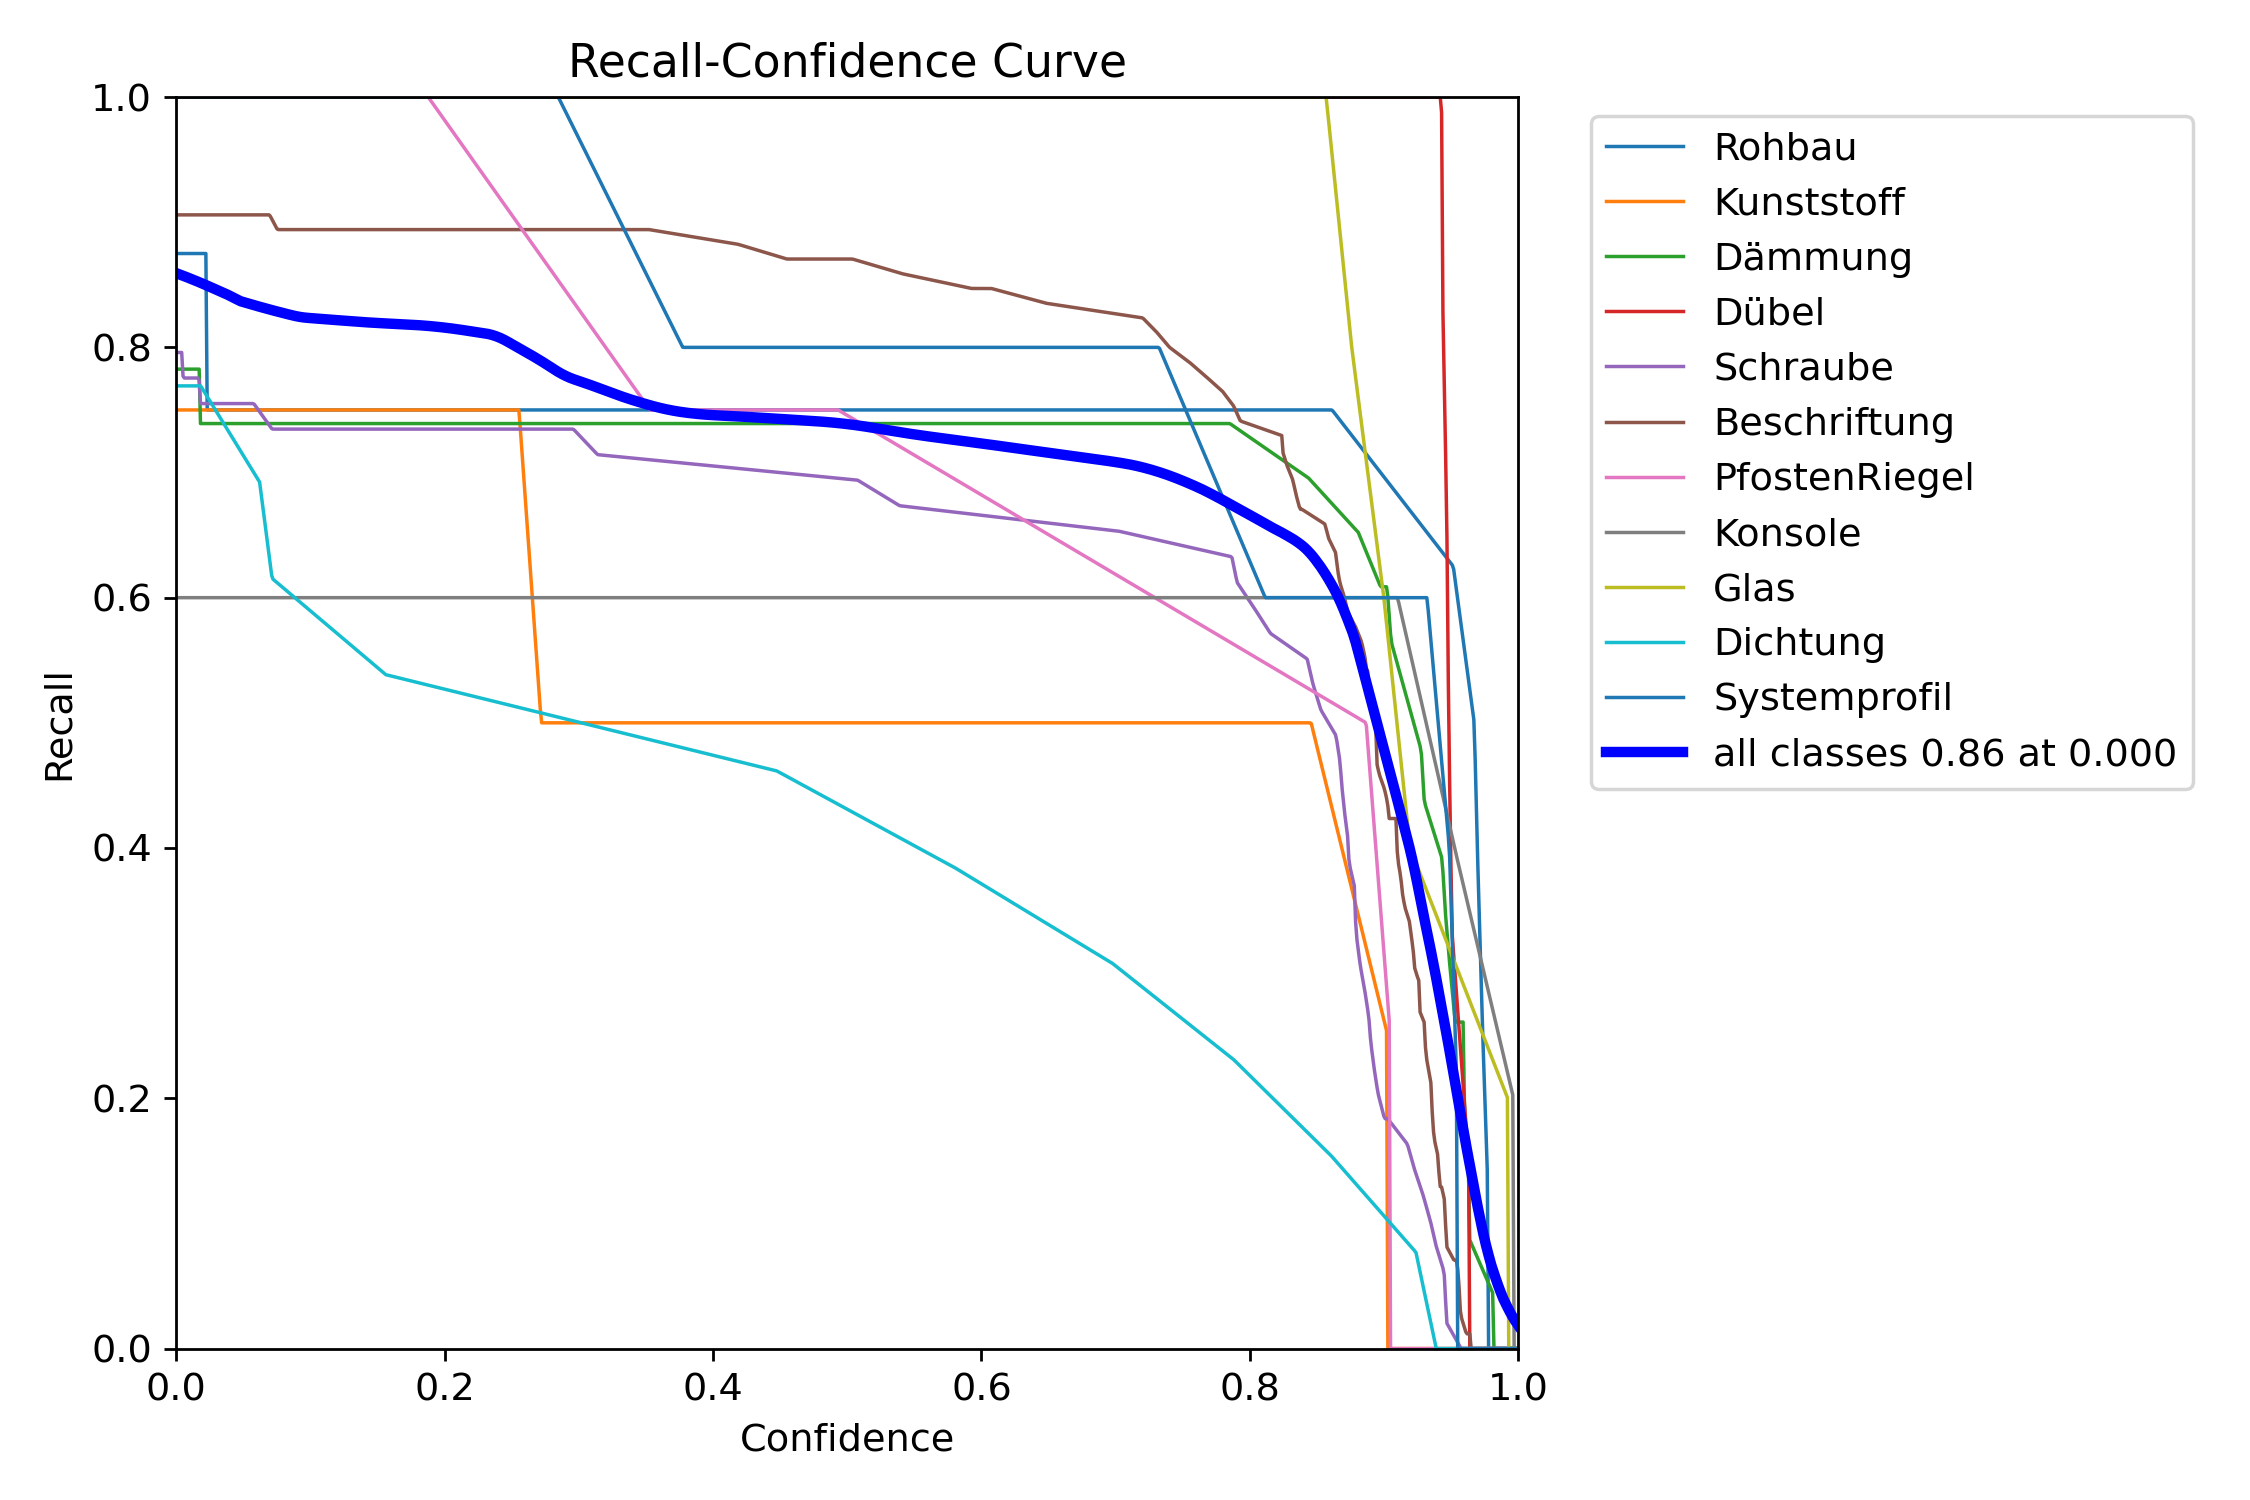 Recall-Confidence Curve
1.0
0.8
0.6
0.4
0.2
0.0
Recall
0.0 0.2 0.4 0.6 0.8 1.0
Confidence
Rohbau
Kunststoff
Dämmung
Dübel
Schraube
Beschriftung
PfostenRiegel
Konsole
Glas
Dichtung
Systemprofil
all classes 0.86 at 0.000